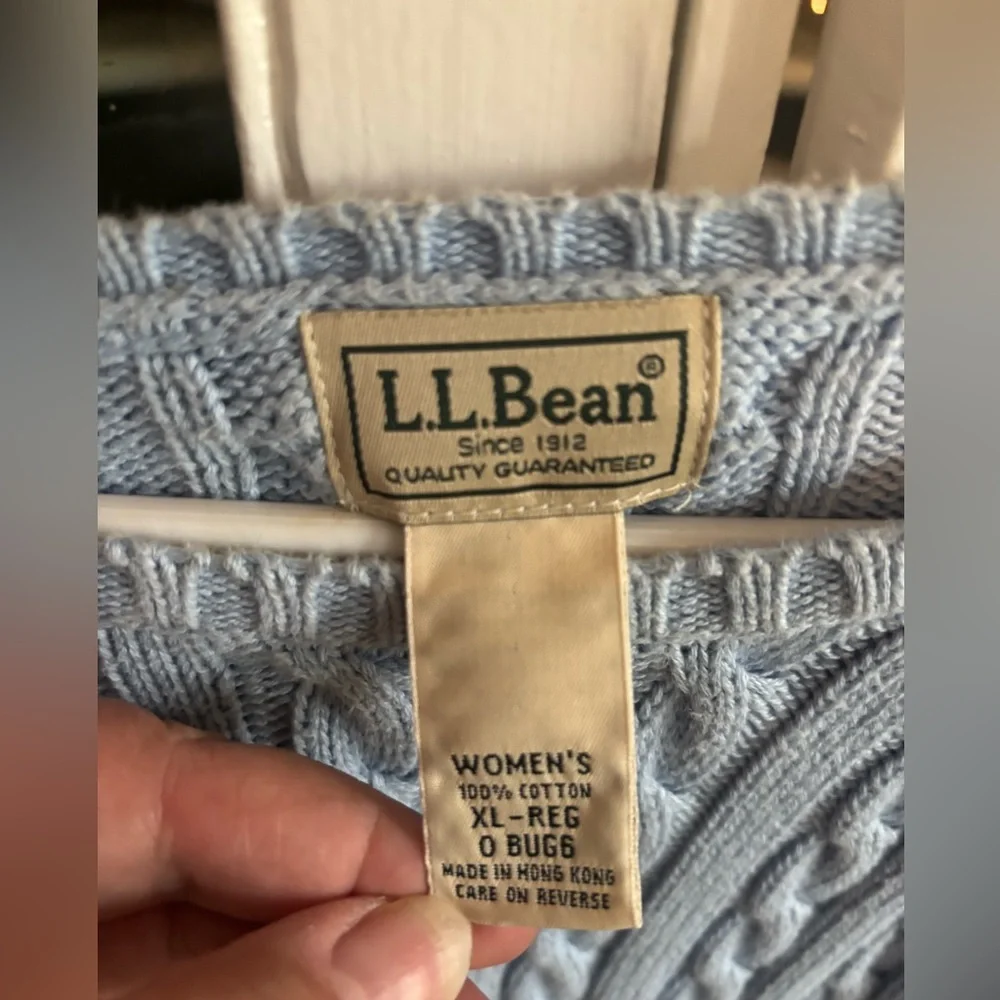 L.L.Bean®
Since 1912
QUALITY GUARANTEED
WOMEN'S
100% COTTON
XL-REG
0 BUG6
MADE IN HONG KONG
CARE ON REVERSE